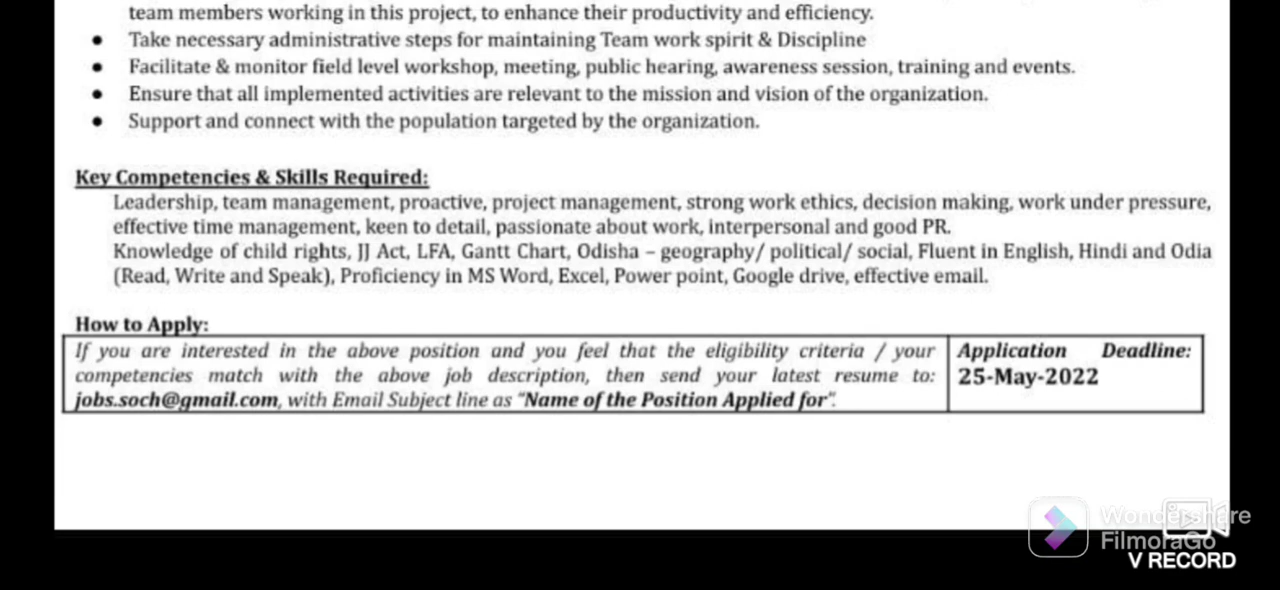 team members working in this project, to enhance their productivity and efficiency.
• Take necessary administrative steps for maintaining Team work spirit & Discipline
• Facilitate & monitor field level workshop, meeting, public hearing, awareness session, training and events.
• Ensure that all implemented activities are relevant to the mission and vision of the organization.
• Support and connect with the population targeted by the organization.
Key Competencies & Skills Required:
Leadership, team management, proactive, project management, strong work ethics, decision making, work under pressure,
effective time management, keen to detail, passionate about work, interpersonal and good PR.
Knowledge of child rights, JJ Act, LFA, Gantt Chart, Odisha – geography/ political/ social, Fluent in English, Hindi and Odia
(Read, Write and Speak), Proficiency in MS Word, Excel, Power point, Google drive, effective email.
How to Apply:
If you are interested in the above position and you feel that the eligibility criteria / your
competencies match with the above job description, then send your latest resume to:
jobs.soch@gmail.com, with Email Subject line as "Name of the Position Applied for".
Application Deadline:
25-May-2022
Wondershare
FilmoraGo
V RECORD